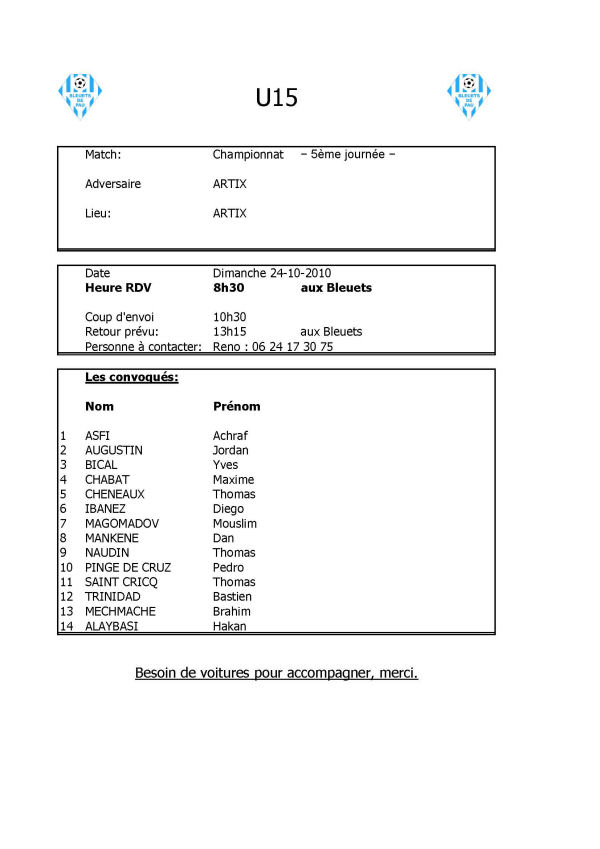 BLEUETS DE PAU
U15
BLEUETS DE PAU
Match: Championnat – 5ème journée –
Adversaire ARTIX
Lieu: ARTIX
Date Dimanche 24-10-2010
Heure RDV 8h30 aux Bleuets
Coup d'envoi 10h30
Retour prévu: 13h15 aux Bleuets
Personne à contacter: Reno : 06 24 17 30 75
Les convoqués:
Nom Prénom
1 ASFI Achraf
2 AUGUSTIN Jordan
3 BICAL Yves
4 CHABAT Maxime
5 CHENEAUX Thomas
6 IBANEZ Diego
7 MAGOMADOV Mouslim
8 MANKENE Dan
9 NAUDIN Thomas
10 PINGE DE CRUZ Pedro
11 SAINT CRICQ Thomas
12 TRINIDAD Bastien
13 MECHMACHE Brahim
14 ALAYBASI Hakan
Besoin de voitures pour accompagner, merci.